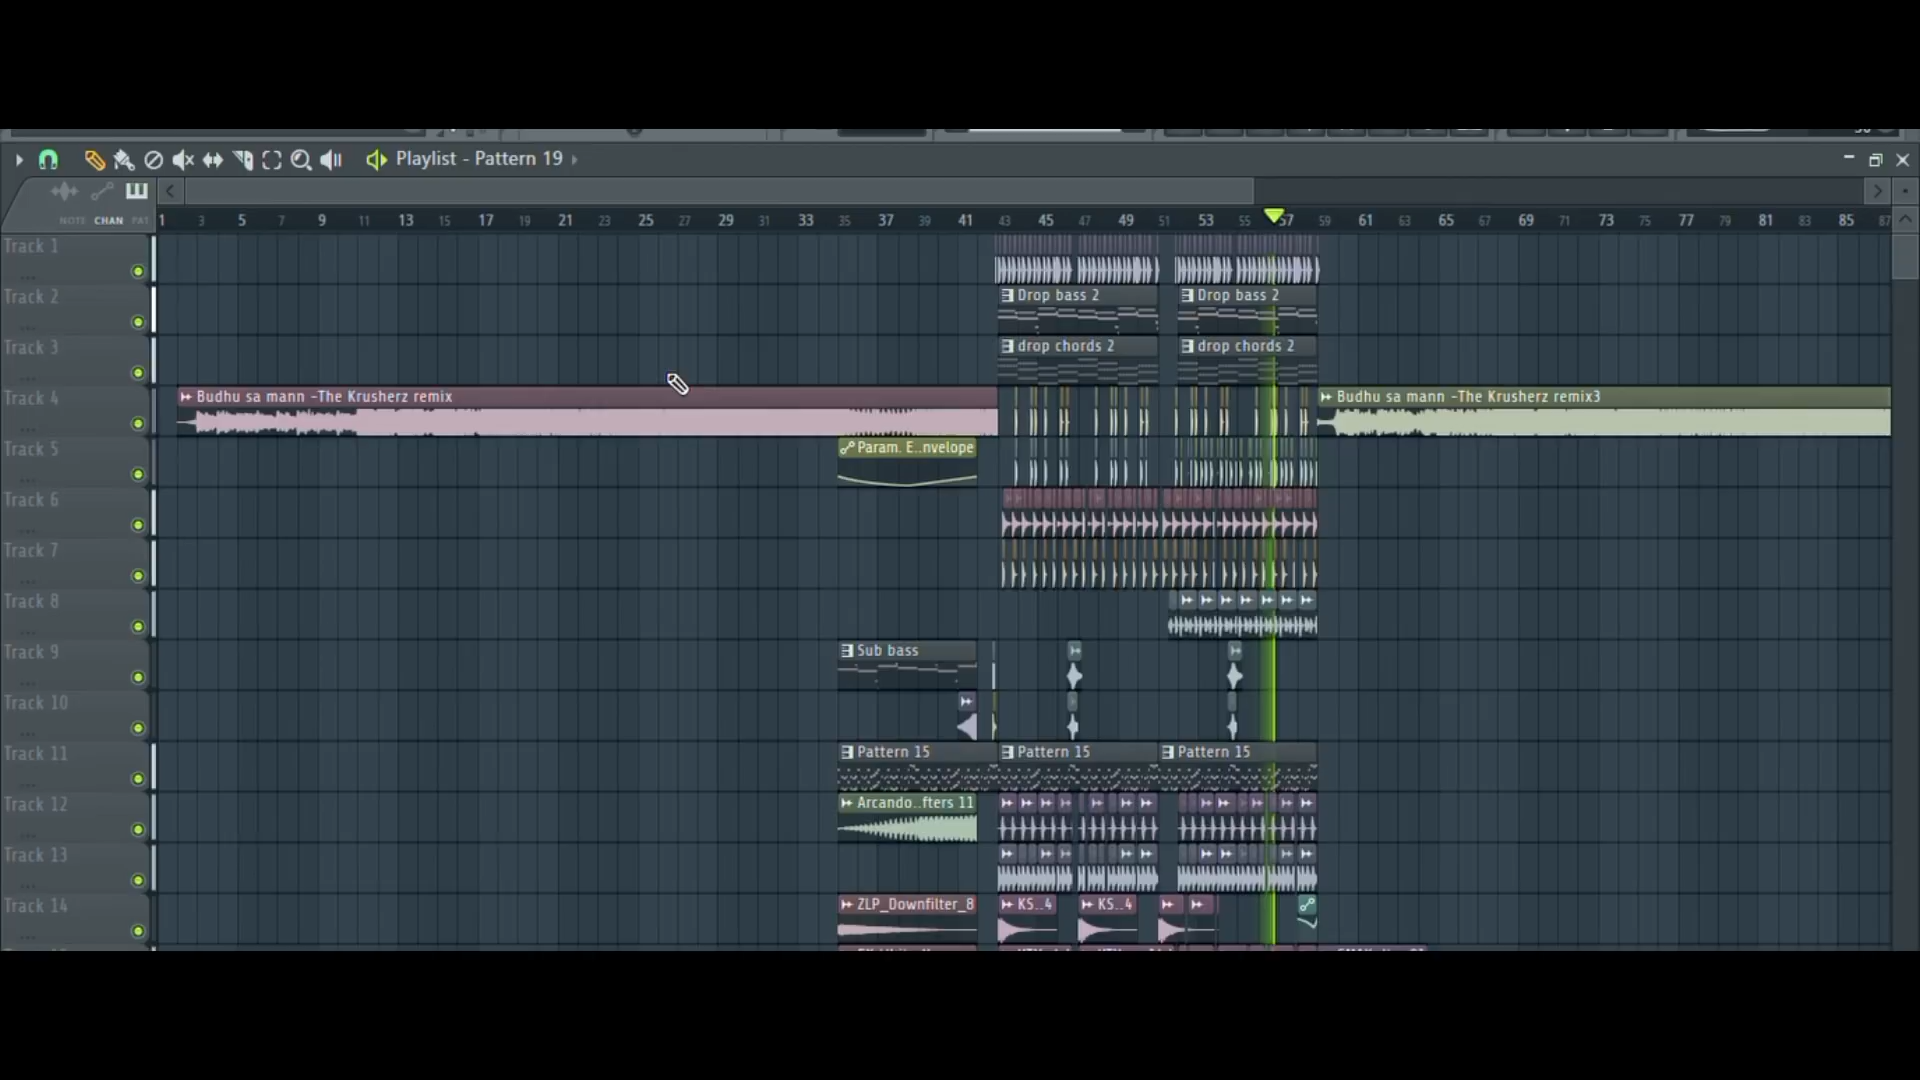 Playlist - Pattern 19
NOTE CHAN PAT
1 3 5 7 9 11 13 15 17 19 21 23 25 27 29 31 33 35 37 39 41 43 45 47 49 51 53 55 57 59 61 63 65 67 69 71 73 75 77 79 81 83 85 87
Track 1
Track 2
Drop bass 2
Drop bass 2
Track 3
drop chords 2
drop chords 2
Track 4
Budhu sa mann -The Krusherz remix
Budhu sa mann -The Krusherz remix3
Track 5
Param. E..nvelope
Track 6
Track 7
Track 8
Track 9
Sub bass
Track 10
Track 11
Pattern 15
Pattern 15
Pattern 15
Track 12
Arcando..fters 11
Track 13
Track 14
ZLP_Downfilter_8
KS..4
KS..4